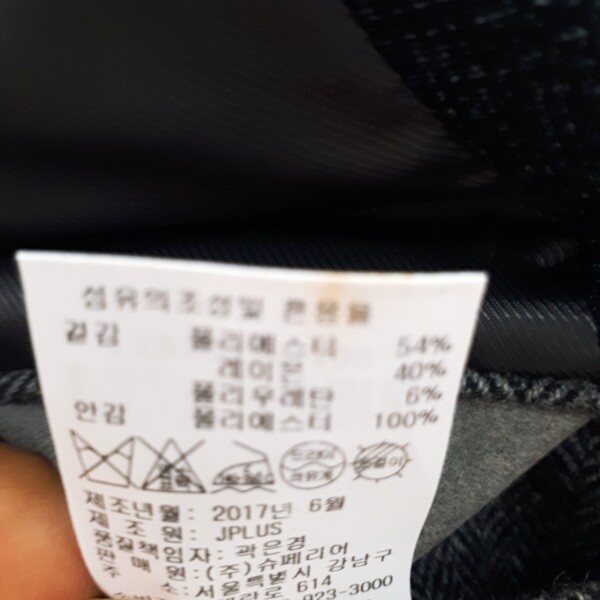 섬유의조성및 혼용율
겉감 폴리에스터 54%
레이온 40%
폴리우레탄 6%
안감 폴리에스터 100%
드라이
제조년월: 2017년 6월
제 조 원: JPLUS
품질책임자: 곽은경
판 매 원:(주)슈페리어
주 소:서울특별시 강남구
614
923-3000